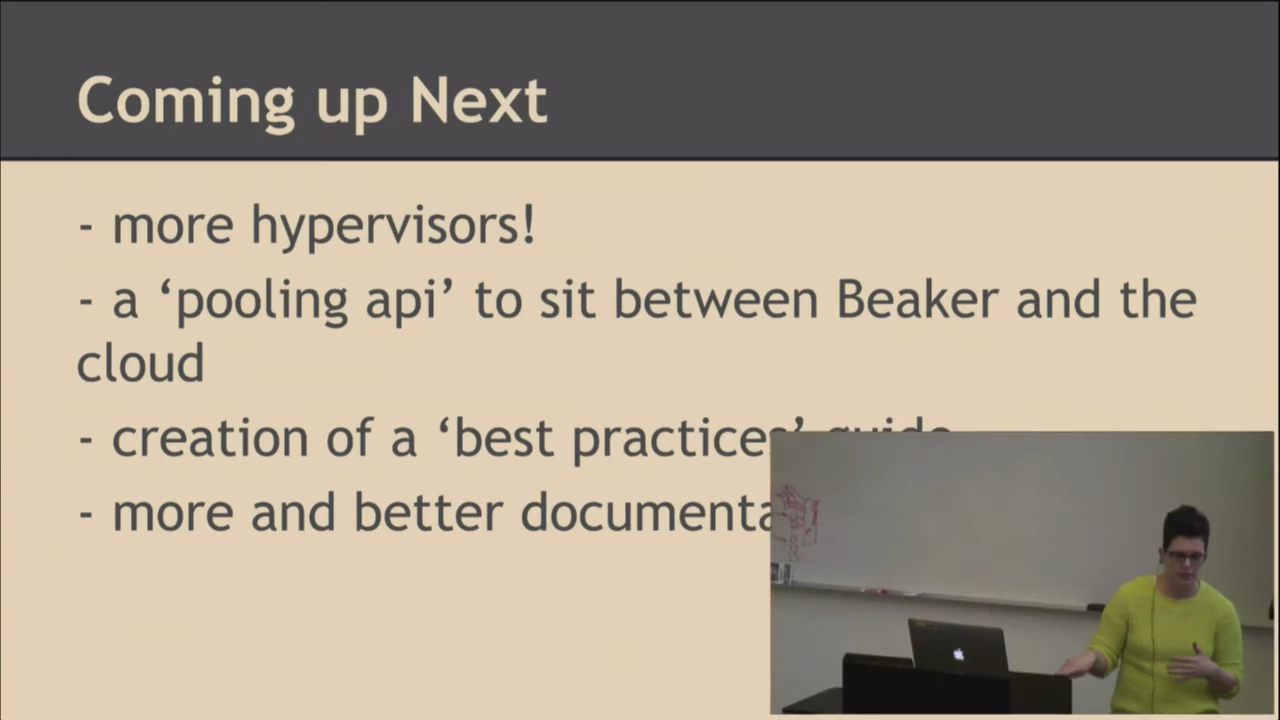 Coming up Next
- more hypervisors!
- a ‘pooling api’ to sit between Beaker and the
cloud
- creation of a ‘best practices’ guide
- more and better